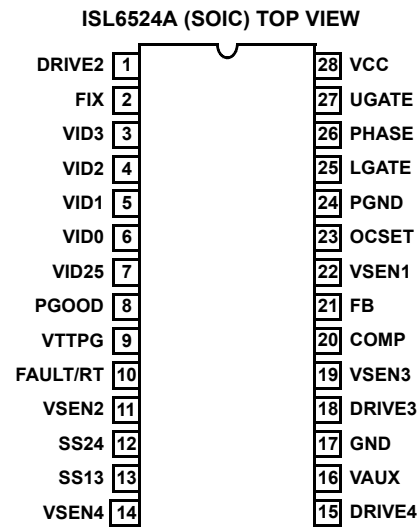 ISL6524A (SOIC) TOP VIEW
DRIVE2 1 28 VCC
FIX 2 27 UGATE
VID3 3 26 PHASE
VID2 4 25 LGATE
VID1 5 24 PGND
VID0 6 23 OCSET
VID25 7 22 VSEN1
PGOOD 8 21 FB
VTTPG 9 20 COMP
FAULT/RT 10 19 VSEN3
VSEN2 11 18 DRIVE3
SS24 12 17 GND
SS13 13 16 VAUX
VSEN4 14 15 DRIVE4